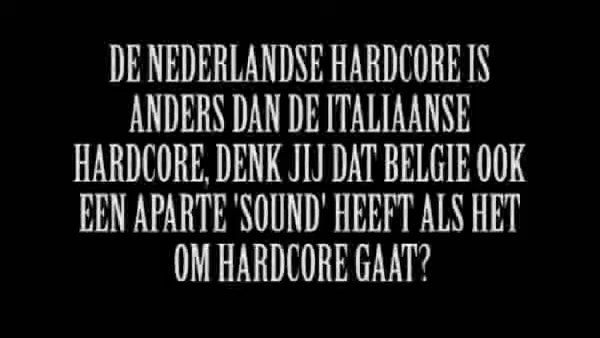 DE NEDERLANDSE HARDCORE IS
ANDERS DAN DE ITALIAANSE
HARDCORE, DENK JIJ DAT BELGIE OOK
EEN APARTE 'SOUND' HEEFT ALS HET
OM HARDCORE GAAT?